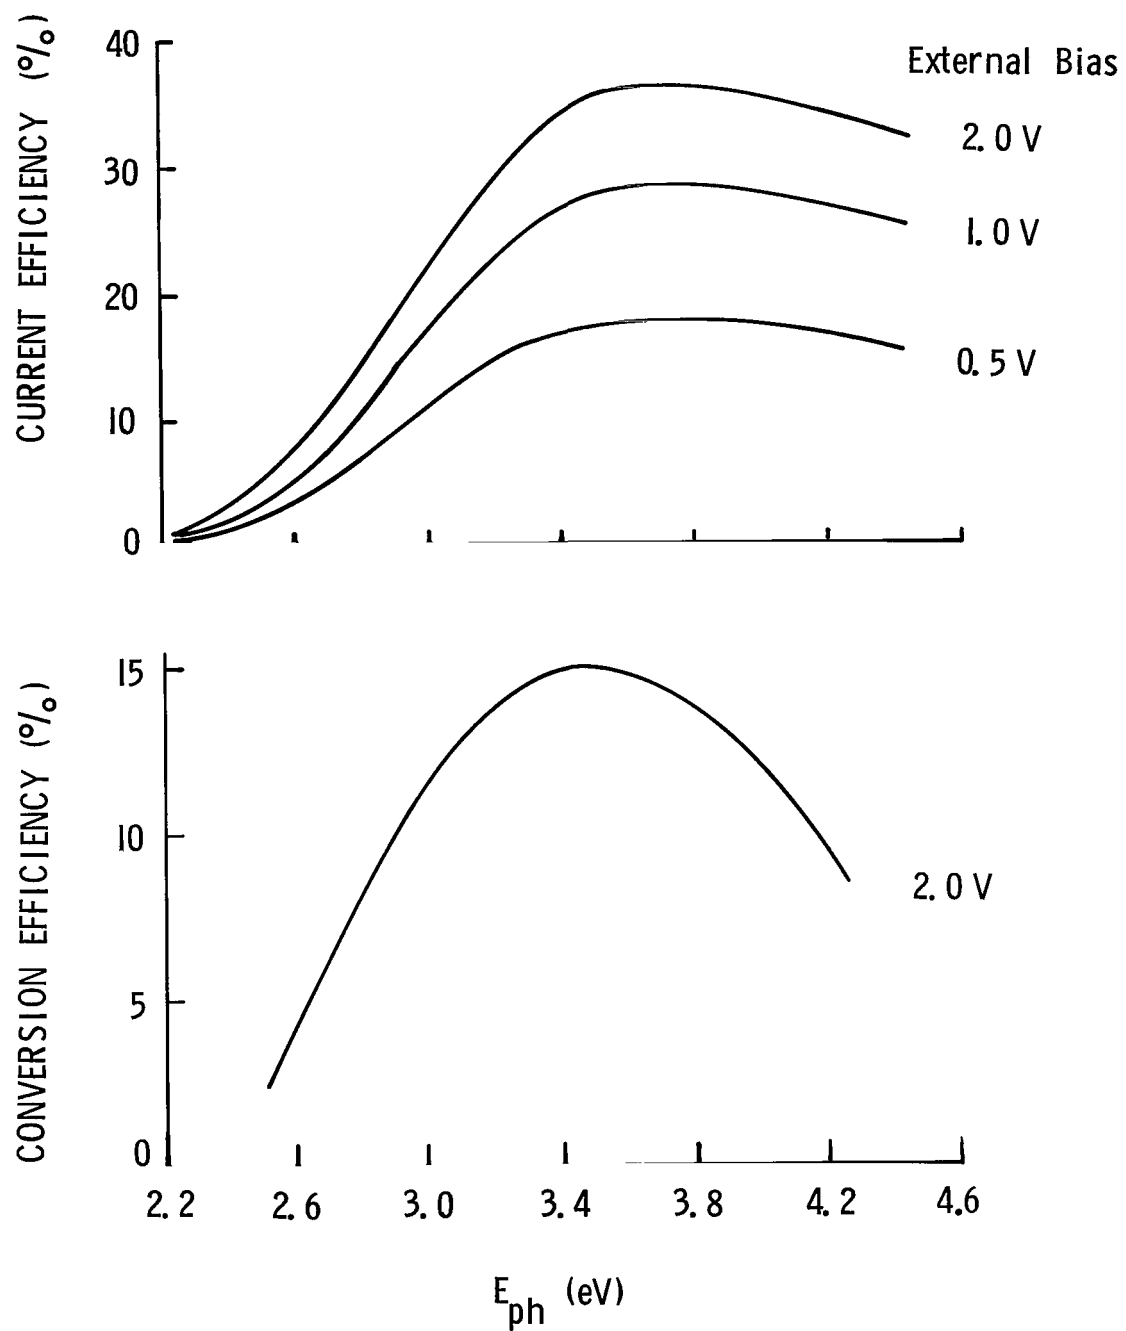 CURRENT EFFICIENCY (%)
40
30
20
10
0
External Bias
2.0 V
1.0 V
0.5 V
CONVERSION EFFICIENCY (%)
15
10
5
0
2.0 V
2.2 2.6 3.0 3.4 3.8 4.2 4.6
Eph (eV)